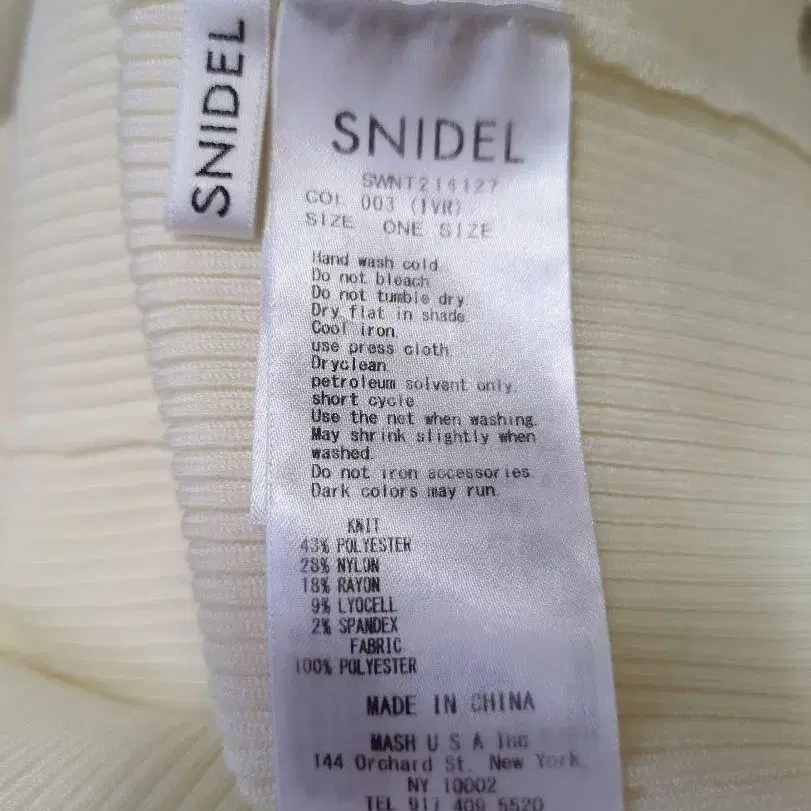 SNIDEL
SNIDEL
SWNT214127
COL 003 (IVR)
SIZE ONE SIZE
Hand wash cold.
Do not bleach.
Do not tumble dry.
Dry flat in shade.
Cool iron.
use press cloth.
Dryclean.
petroleum solvent only.
short cycle
Use the net when washing.
May shrink slightly when
washed.
Do not iron accessories.
Dark colors may run.
KNIT
43% POLYESTER
28% NYLON
18% RAYON
9% LYOCELL
2% SPANDEX
FABRIC
100% POLYESTER
MADE IN CHINA
MASH U S A Inc
144 Orchard St. New York.
NY 10002
TEL 917 409 5520